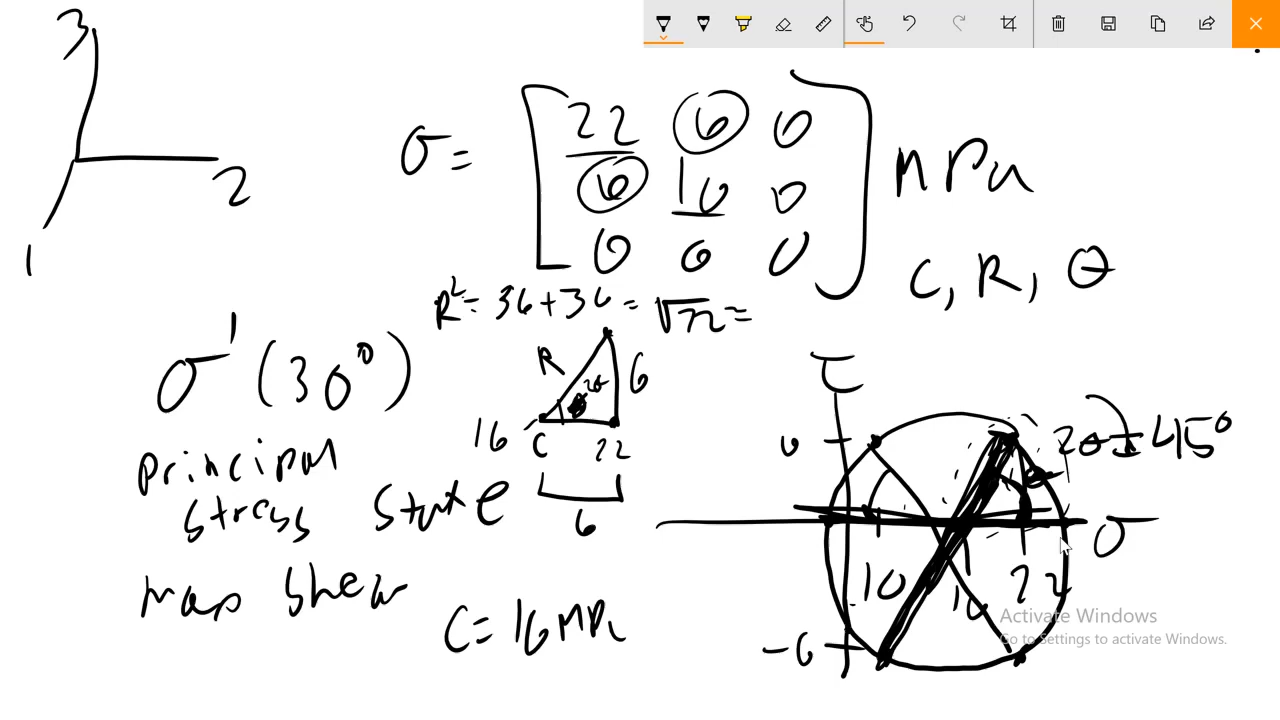 3
2
1
σ = [ 22 6 0
6 10 0
0 0 0 ] MPa
C, R, θ
R² = 36 + 36 = √72 =
σ' (30°)
R
2θ
6
16
C
22
6
principal
stress state
max shear
C = 16 MPa
τ
6
2θ = 45°
σ
10
16
22
-6
Activate Windows
Go to Settings to activate Windows.